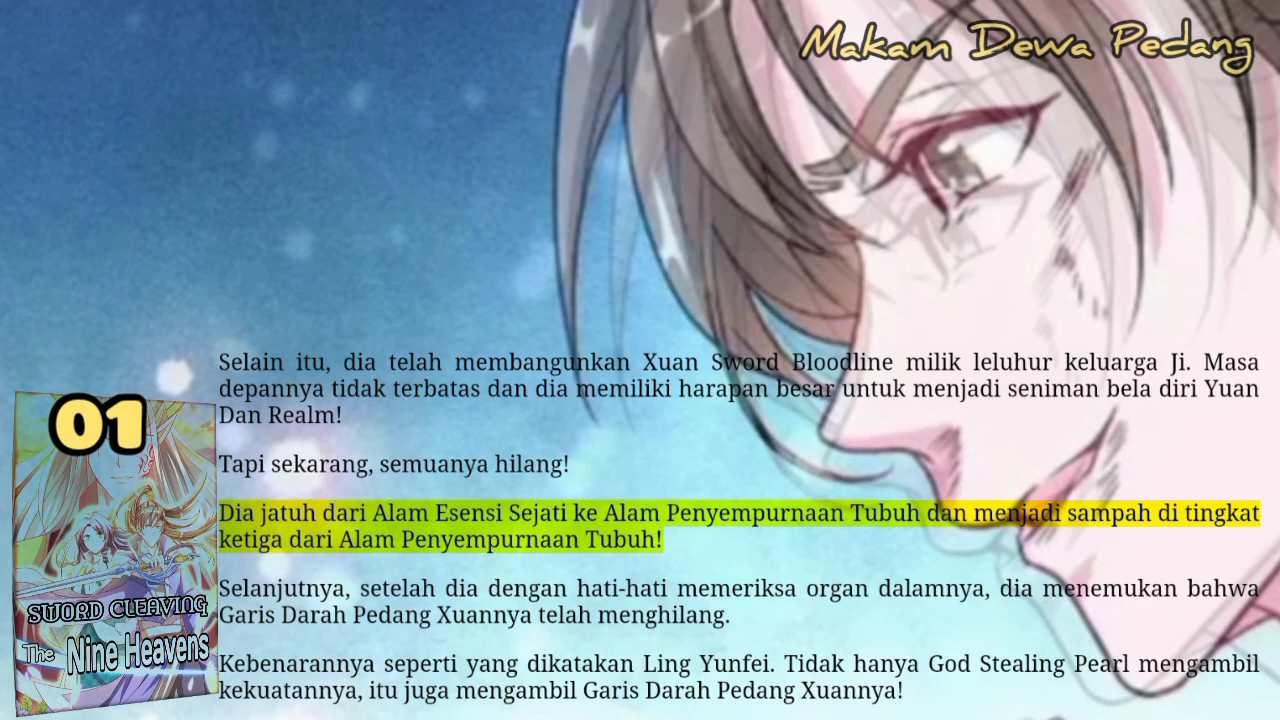 Makam Dewa Pedang
Selain itu, dia telah membangunkan Xuan Sword Bloodline milik leluhur keluarga Ji. Masa
depannya tidak terbatas dan dia memiliki harapan besar untuk menjadi seniman bela diri Yuan
Dan Realm!
Tapi sekarang, semuanya hilang!
Dia jatuh dari Alam Esensi Sejati ke Alam Penyempurnaan Tubuh dan menjadi sampah di tingkat
ketiga dari Alam Penyempurnaan Tubuh!
Selanjutnya, setelah dia dengan hati-hati memeriksa organ dalamnya, dia menemukan bahwa
Garis Darah Pedang Xuannya telah menghilang.
Kebenarannya seperti yang dikatakan Ling Yunfei. Tidak hanya God Stealing Pearl mengambil
kekuatannya, itu juga mengambil Garis Darah Pedang Xuannya!
01
SWORD CLEAVING
The Nine Heavens